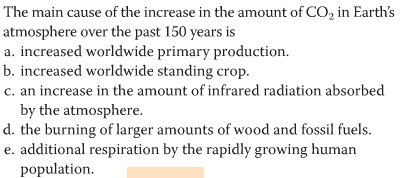 The main cause of the increase in the amount of CO₂ in Earth's
atmosphere over the past 150 years is
a. increased worldwide primary production.
b. increased worldwide standing crop.
c. an increase in the amount of infrared radiation absorbed
by the atmosphere.
d. the burning of larger amounts of wood and fossil fuels.
e. additional respiration by the rapidly growing human
population.